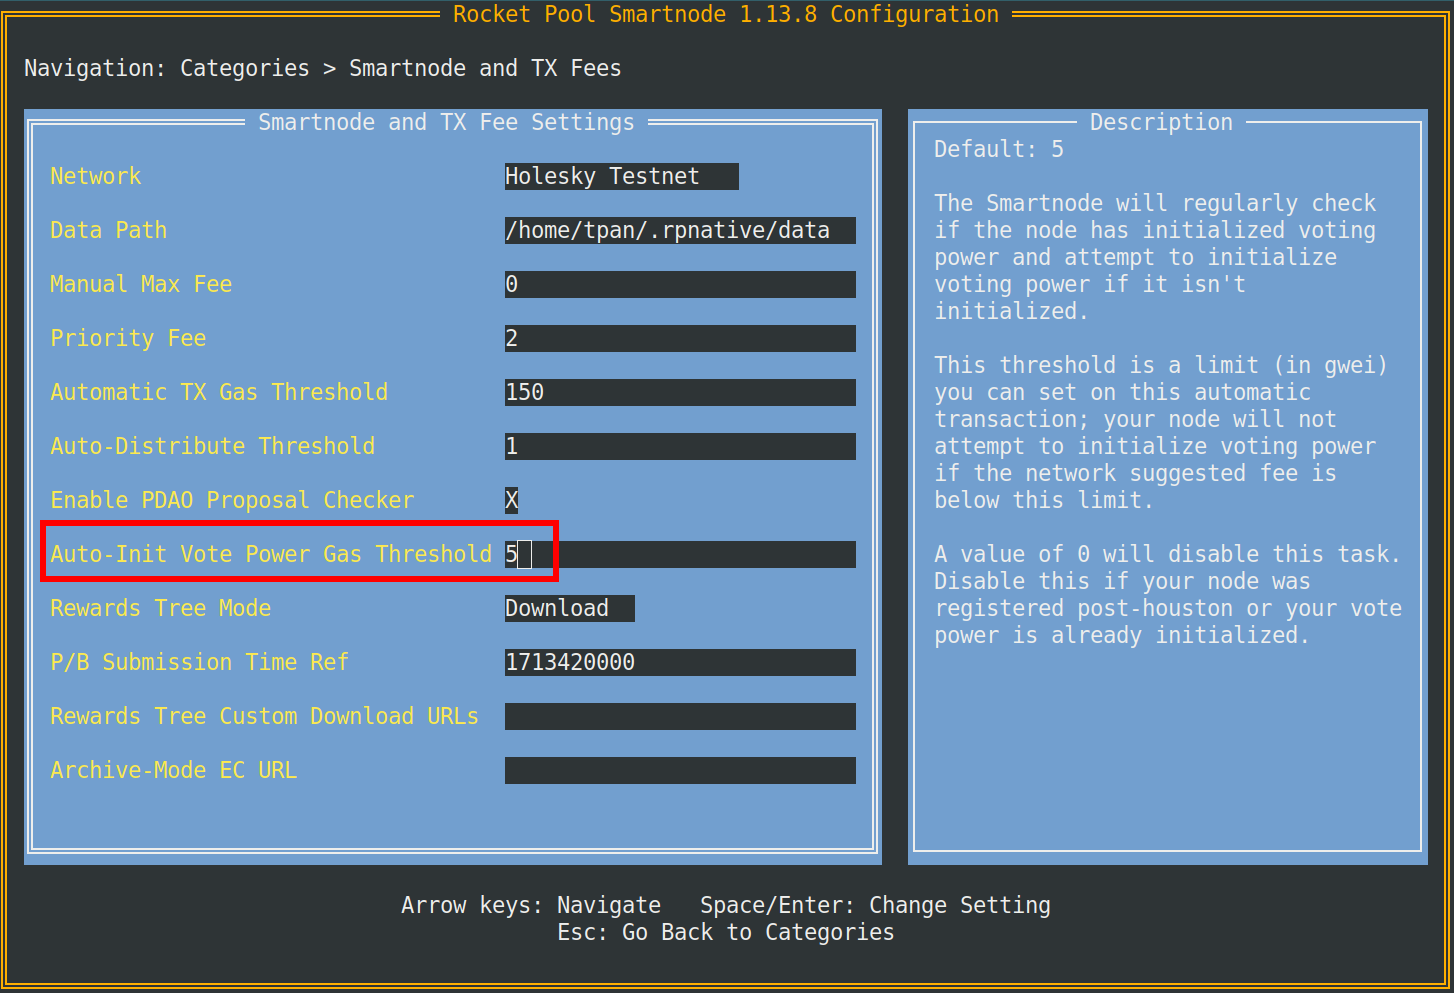 Rocket Pool Smartnode 1.13.8 Configuration
Navigation: Categories > Smartnode and TX Fees
Smartnode and TX Fee Settings
Network Holesky Testnet
Data Path /home/tpan/.rpnative/data
Manual Max Fee 0
Priority Fee 2
Automatic TX Gas Threshold 150
Auto-Distribute Threshold 1
Enable PDAO Proposal Checker X
Auto-Init Vote Power Gas Threshold 5
Rewards Tree Mode Download
P/B Submission Time Ref 1713420000
Rewards Tree Custom Download URLs
Archive-Mode EC URL
Description
Default: 5
The Smartnode will regularly check
if the node has initialized voting
power and attempt to initialize
voting power if it isn't
initialized.
This threshold is a limit (in gwei)
you can set on this automatic
transaction; your node will not
attempt to initialize voting power
if the network suggested fee is
below this limit.
A value of 0 will disable this task.
Disable this if your node was
registered post-houston or your vote
power is already initialized.
Arrow keys: Navigate Space/Enter: Change Setting
Esc: Go Back to Categories